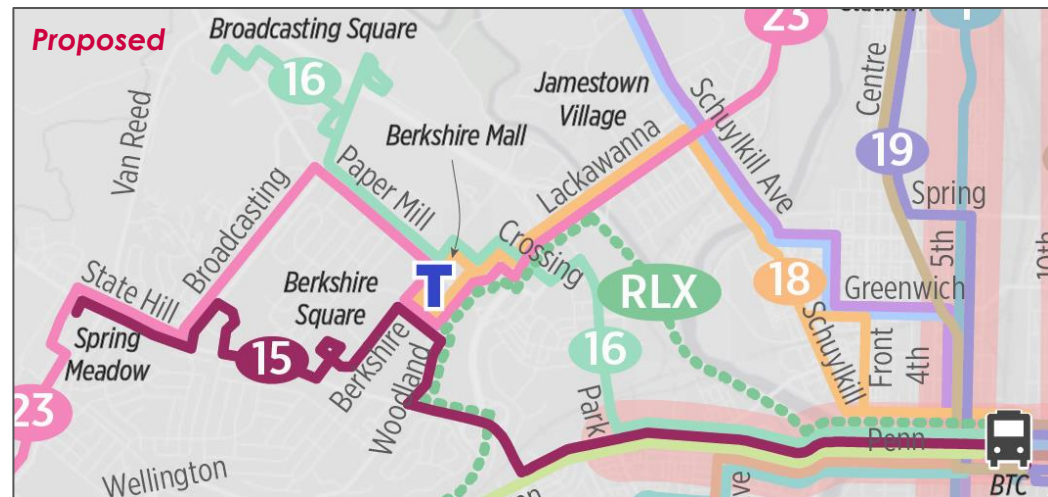 Proposed
Broadcasting Square
16
Van Reed
Berkshire Mall
Jamestown
Village
23
Centre
19
Spring
5th
10th
Schuylkill Ave
Lackawanna
Paper Mill
Crossing
Broadcasting
State Hill
Berkshire
Square
T
RLX
18
Greenwich
Spring
Meadow
15
Berkshire
Woodland
16
Park
Schuylkill
Front
4th
23
Penn
Wellington
BTC